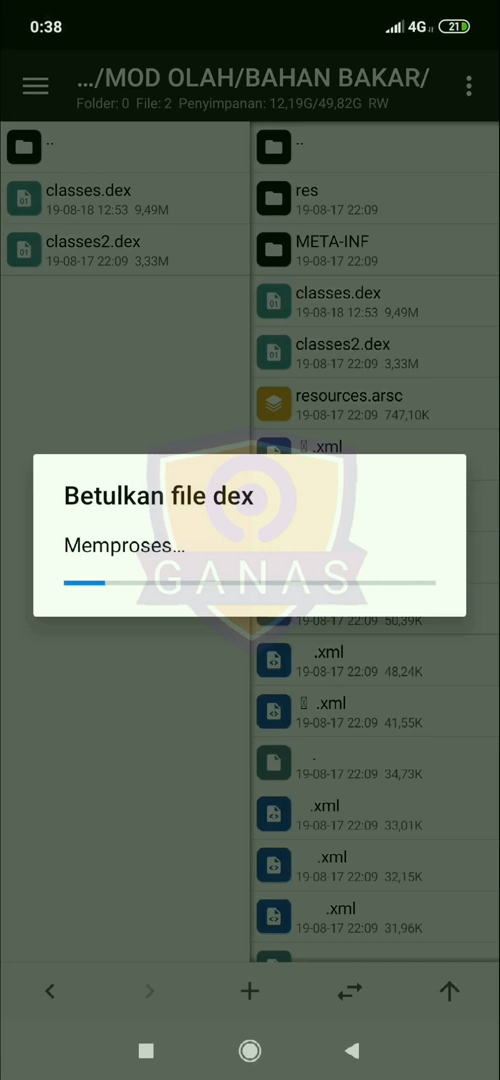 0:38
4G
21
.../MOD OLAH/BAHAN BAKAR/
Folder: 0 File: 2 Penyimpanan: 12,19G/49,82G RW
..
classes.dex
19-08-18 12:53 9,49M
classes2.dex
19-08-17 22:09 3,33M
..
res
19-08-17 22:09
META-INF
19-08-17 22:09
classes.dex
19-08-18 12:53 9,49M
classes2.dex
19-08-17 22:09 3,33M
resources.arsc
19-08-17 22:09 747,10K
.xml
Betulkan file dex
Memproses...
GANAS
19-08-17 22:09 50,39K
.xml
19-08-17 22:09 48,24K
.xml
19-08-17 22:09 41,55K
.
19-08-17 22:09 34,73K
.xml
19-08-17 22:09 33,01K
.xml
19-08-17 22:09 32,15K
.xml
19-08-17 22:09 31,96K